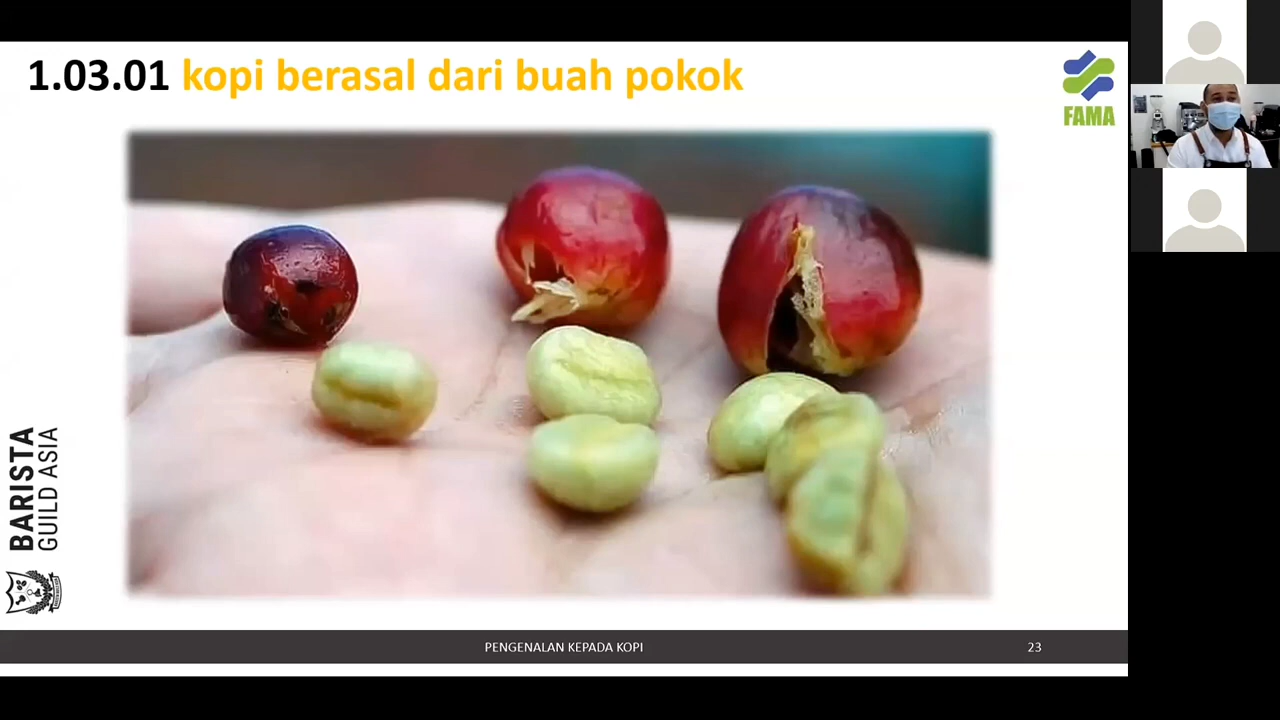 1.03.01 kopi berasal dari buah pokok
FAMA
BARISTA
GUILD ASIA
PENGENALAN KEPADA KOPI
23